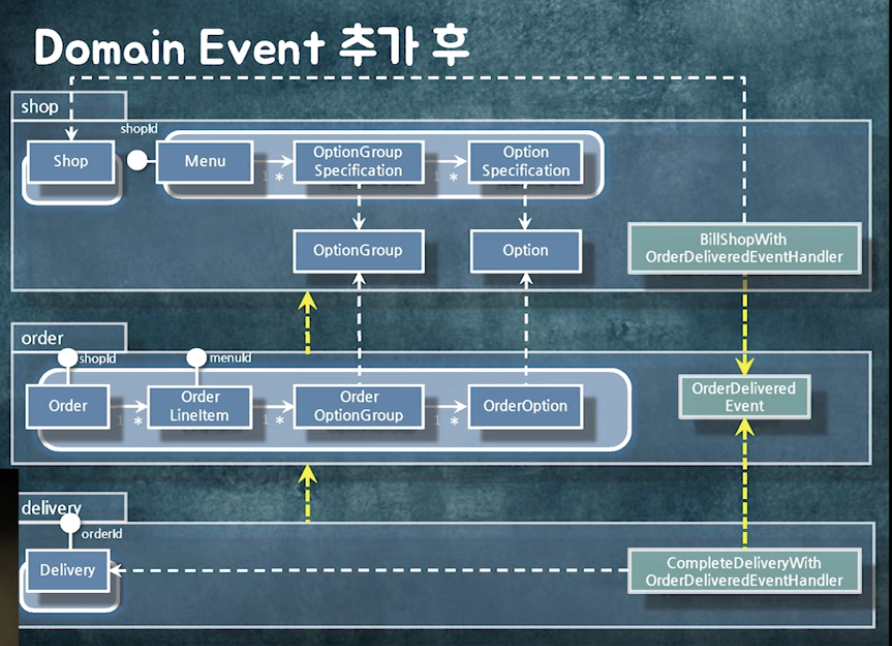 Domain Event 추가 후
shop
shopId
Shop
Menu
OptionGroup
Specification
Option
Specification
1 *
1 *
OptionGroup
Option
BillShopWith
OrderDeliveredEventHandler
order
shopId
menuId
Order
Order
LineItem
Order
OptionGroup
OrderOption
1 *
1 *
1 *
OrderDelivered
Event
delivery
orderId
Delivery
CompleteDeliveryWith
OrderDeliveredEventHandler